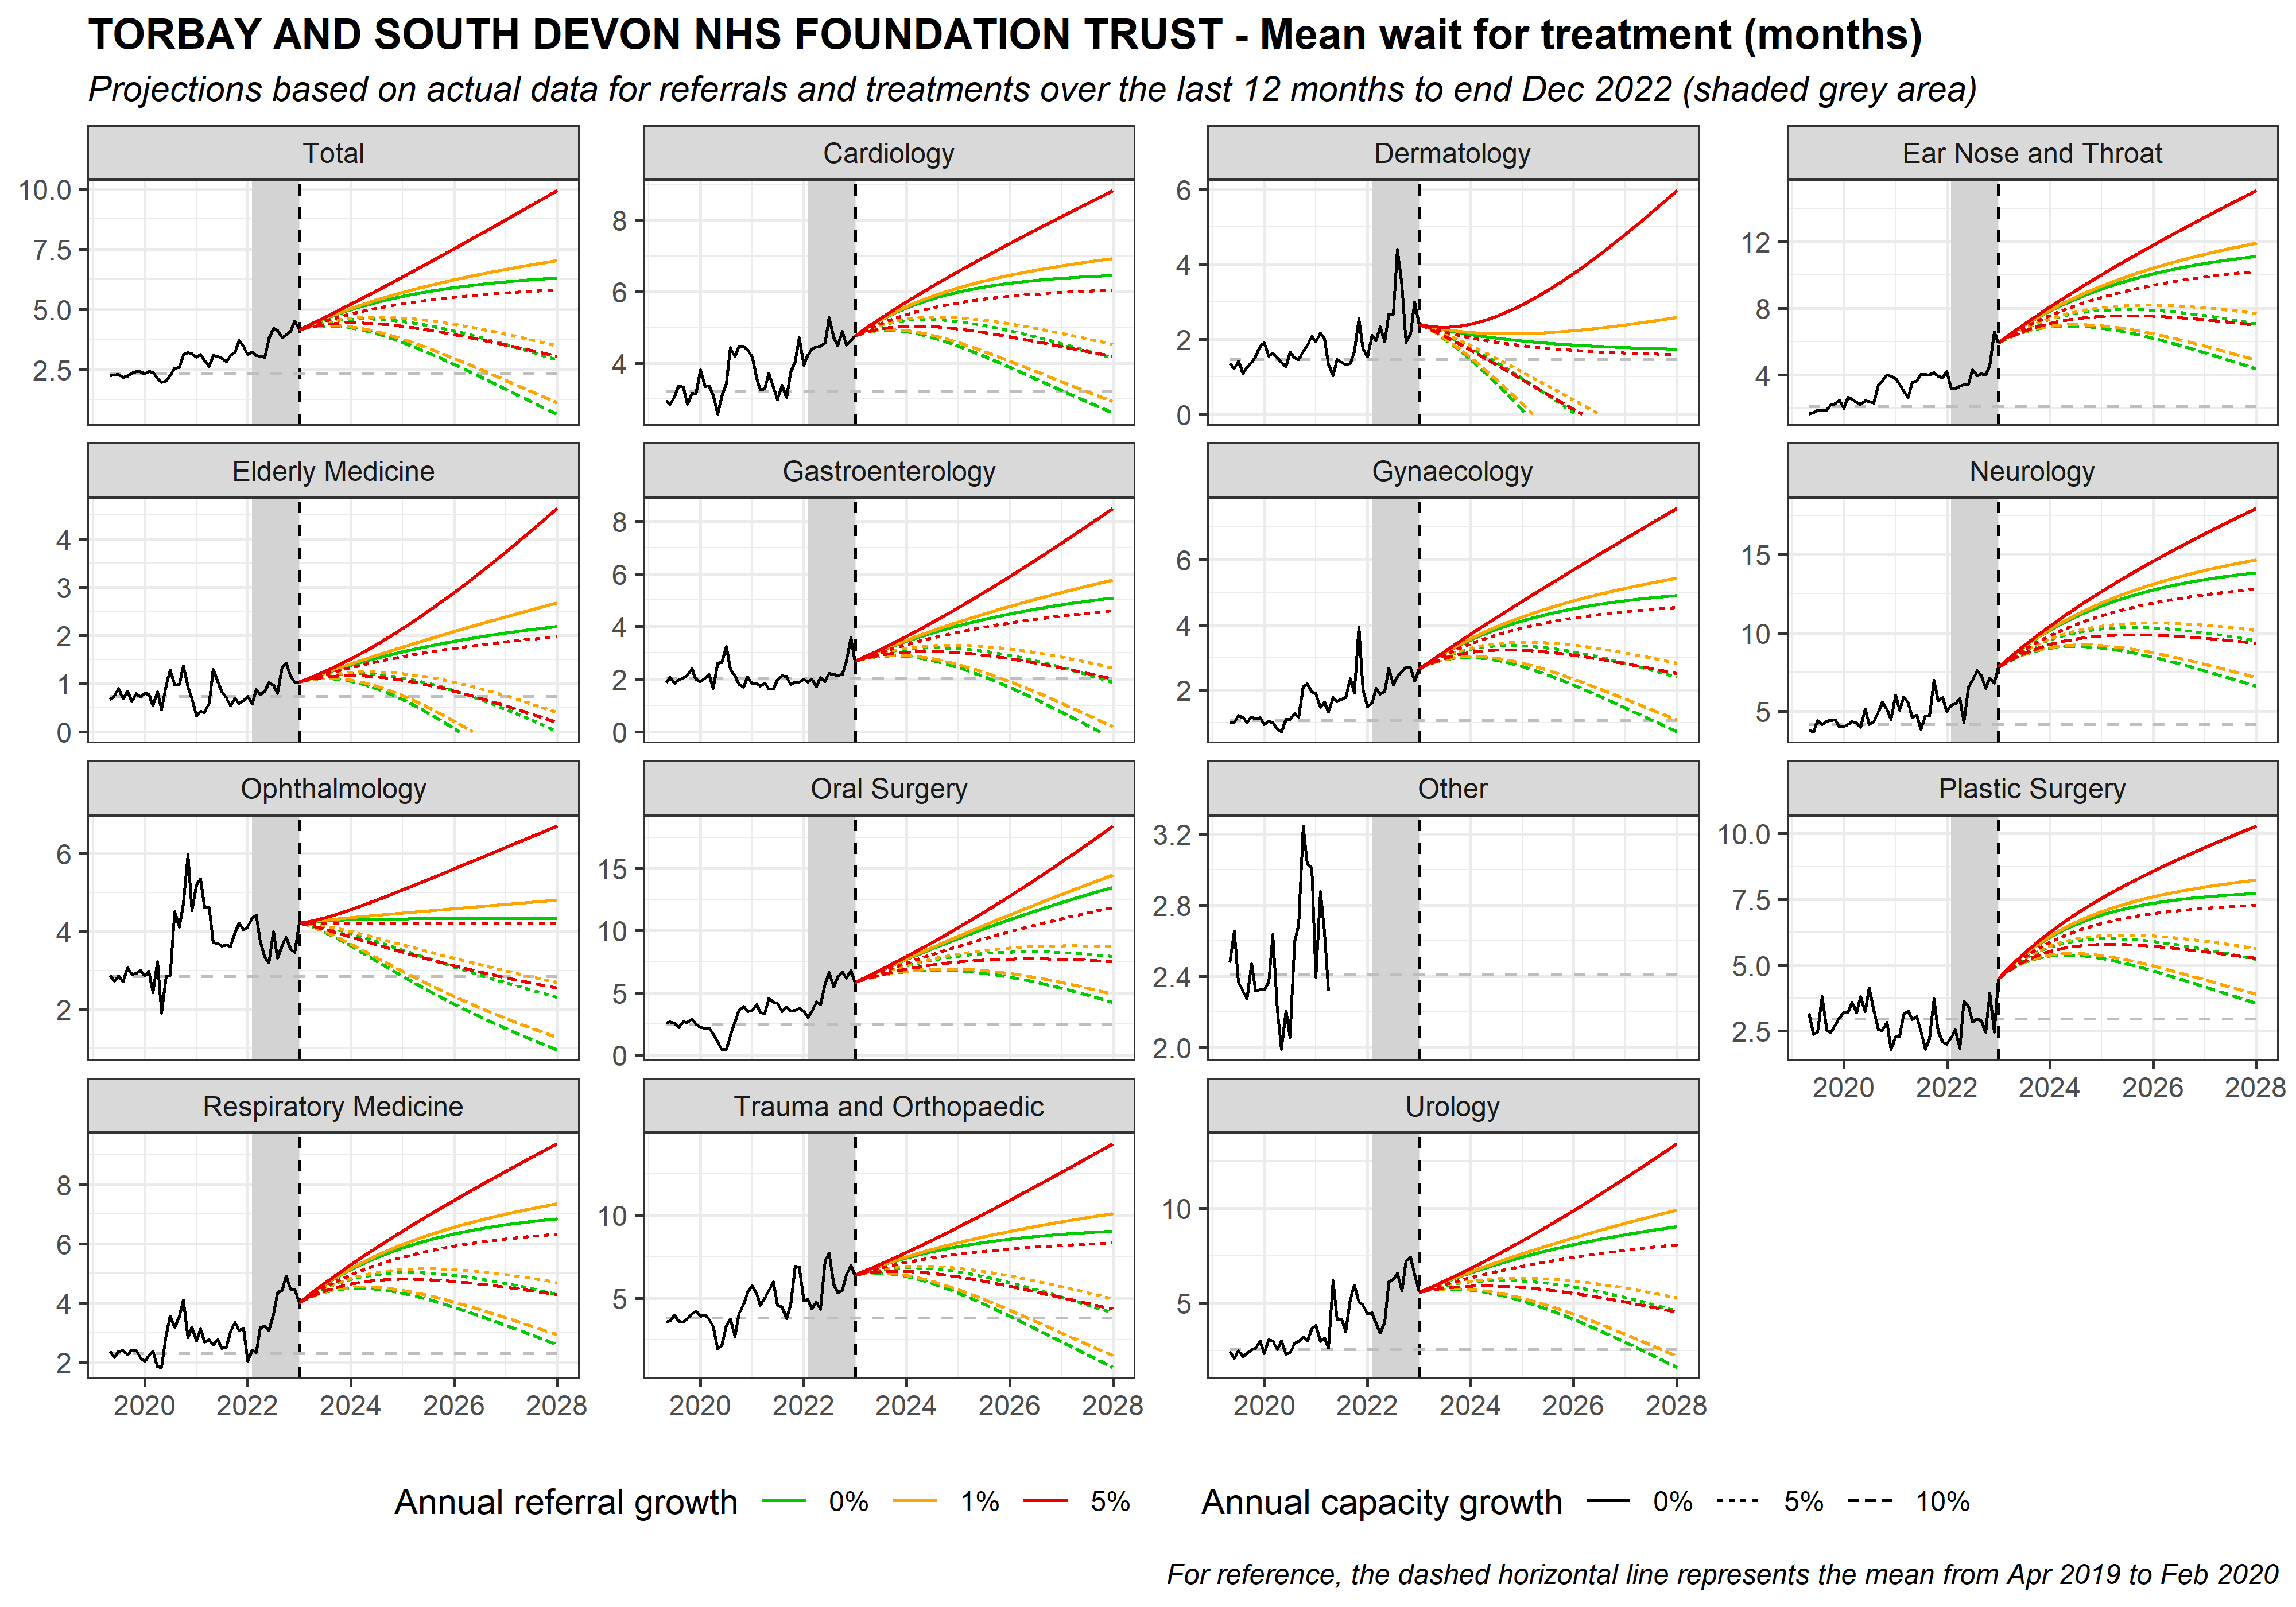 TORBAY AND SOUTH DEVON NHS FOUNDATION TRUST - Mean wait for treatment (months)
Projections based on actual data for referrals and treatments over the last 12 months to end Dec 2022 (shaded grey area)
Total
Cardiology
Dermatology
Ear Nose and Throat
10.0
7.5
5.0
2.5
8
6
4
6
4
2
0
12
8
4
Elderly Medicine
Gastroenterology
Gynaecology
Neurology
4
3
2
1
0
8
6
4
2
0
6
4
2
15
10
5
Ophthalmology
Oral Surgery
Other
Plastic Surgery
6
4
2
15
10
5
0
3.2
2.8
2.4
2.0
10.0
7.5
5.0
2.5
2020 2022 2024 2026 2028
Respiratory Medicine
Trauma and Orthopaedic
Urology
8
6
4
2
10
5
10
5
2020 2022 2024 2026 2028
2020 2022 2024 2026 2028
2020 2022 2024 2026 2028
Annual referral growth 0% 1% 5%
Annual capacity growth 0% 5% 10%
For reference, the dashed horizontal line represents the mean from Apr 2019 to Feb 2020